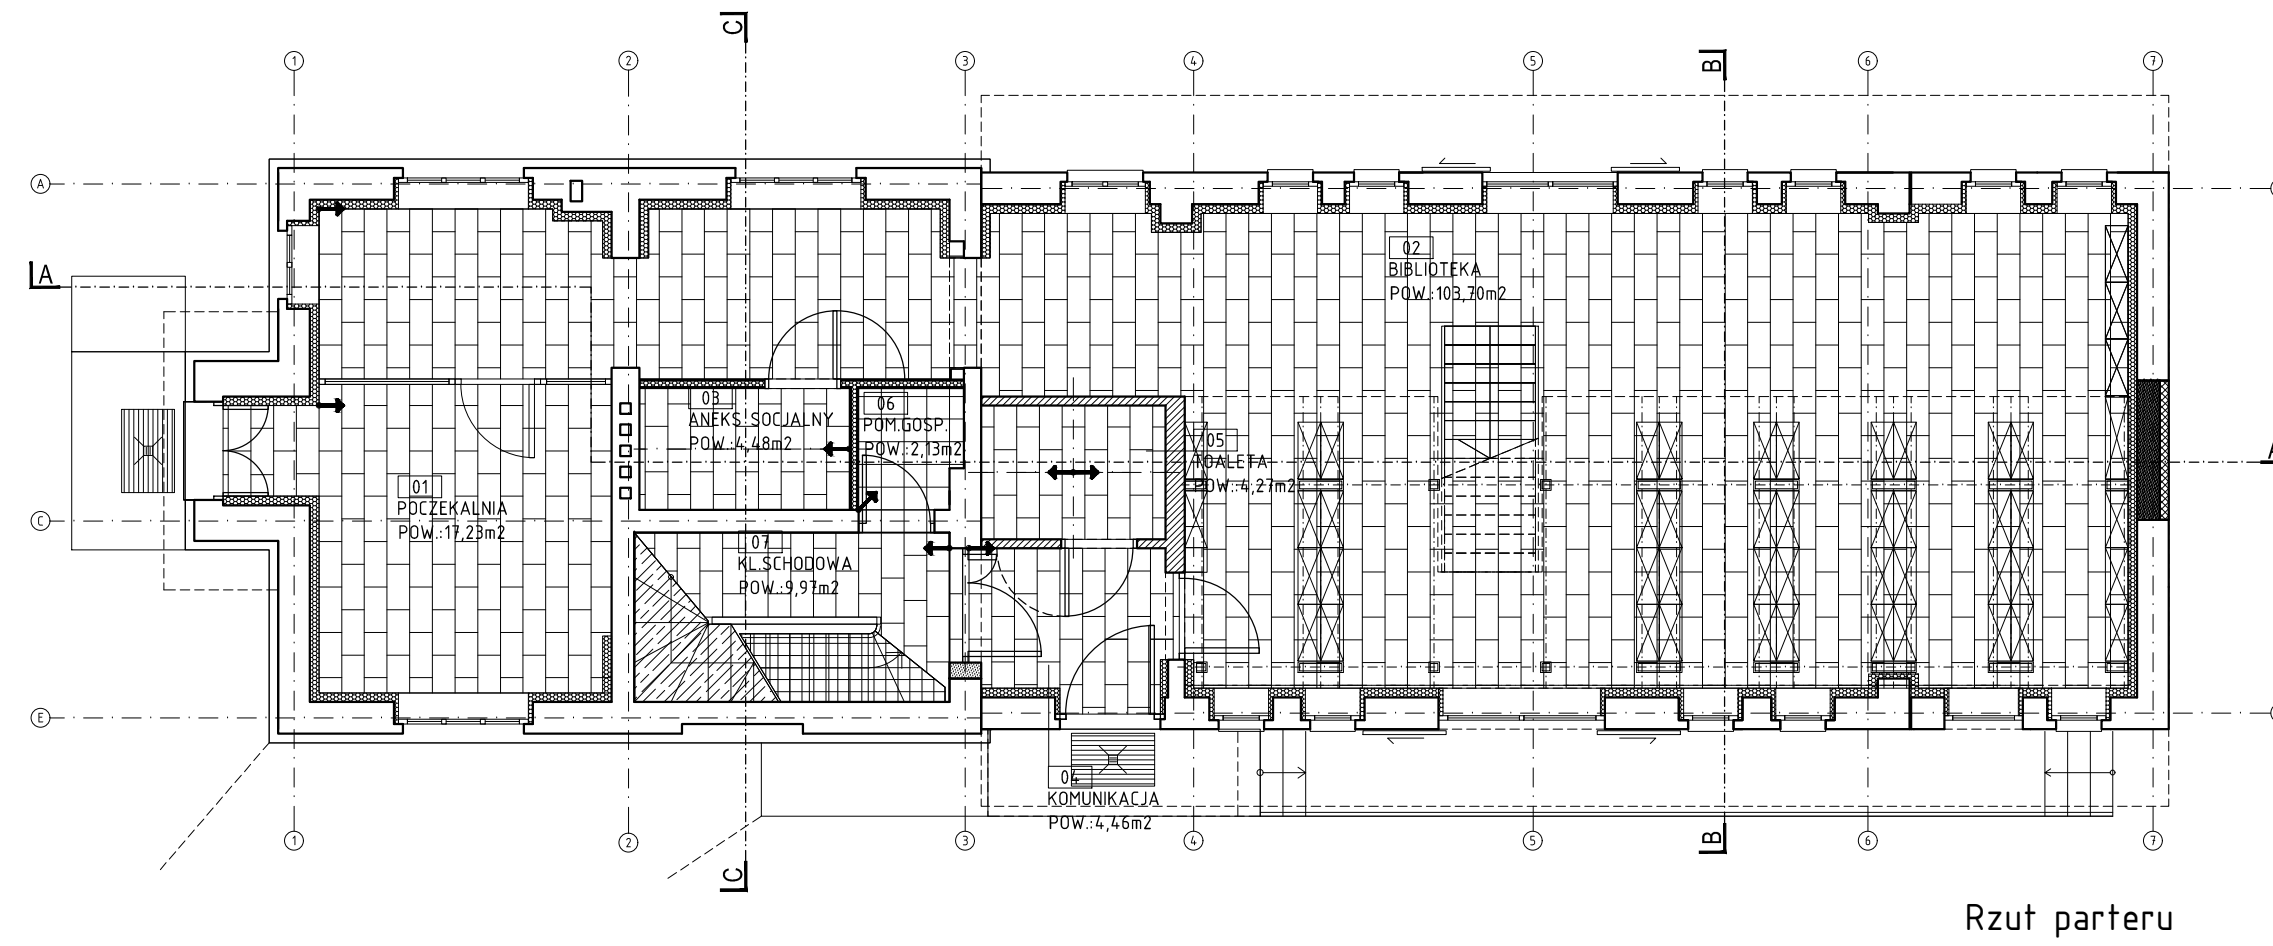 C
B
1
2
3
4
5
6
7
A
A
02
BIBLIOTEKA
POW.:103,70m2
03
ANEKS SOCJALNY
POW.:4,48m2
06
POM.GOSP.
POW.:2,13m2
05
TOALETA
POW.:4,27m2
A
01
POCZEKALNIA
POW.:17,23m2
C
07
KL.SCHODOWA
POW.:9,97m2
E
04
KOMUNIKACJA
POW.:4,46m2
1
2
3
4
5
6
7
B
C
Rzut parteru